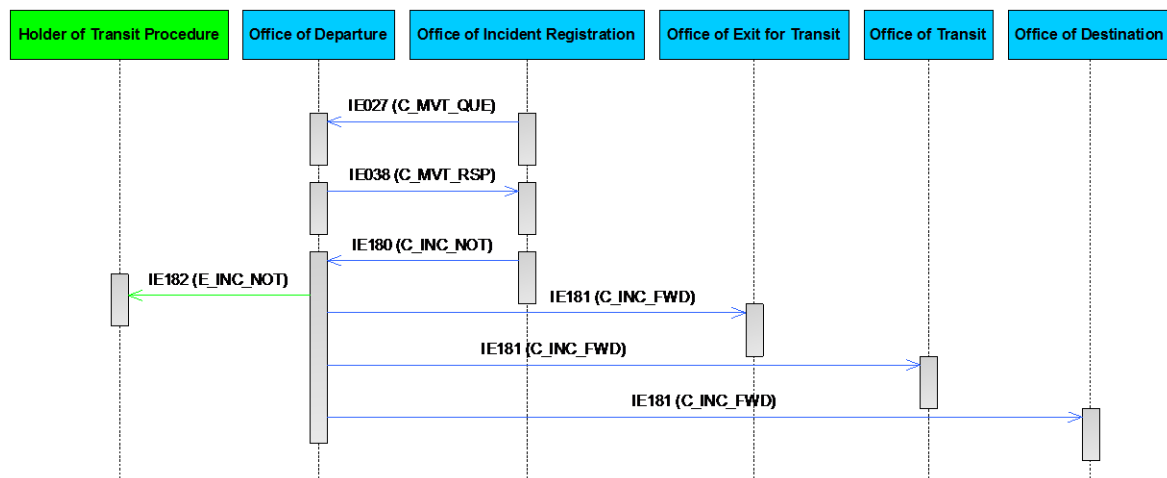 Holder of Transit Procedure
Office of Departure
Office of Incident Registration
Office of Exit for Transit
Office of Transit
Office of Destination
IE027 (C_MVT_QUE)
IE038 (C_MVT_RSP)
IE180 (C_INC_NOT)
IE182 (E_INC_NOT)
IE181 (C_INC_FWD)
IE181 (C_INC_FWD)
IE181 (C_INC_FWD)